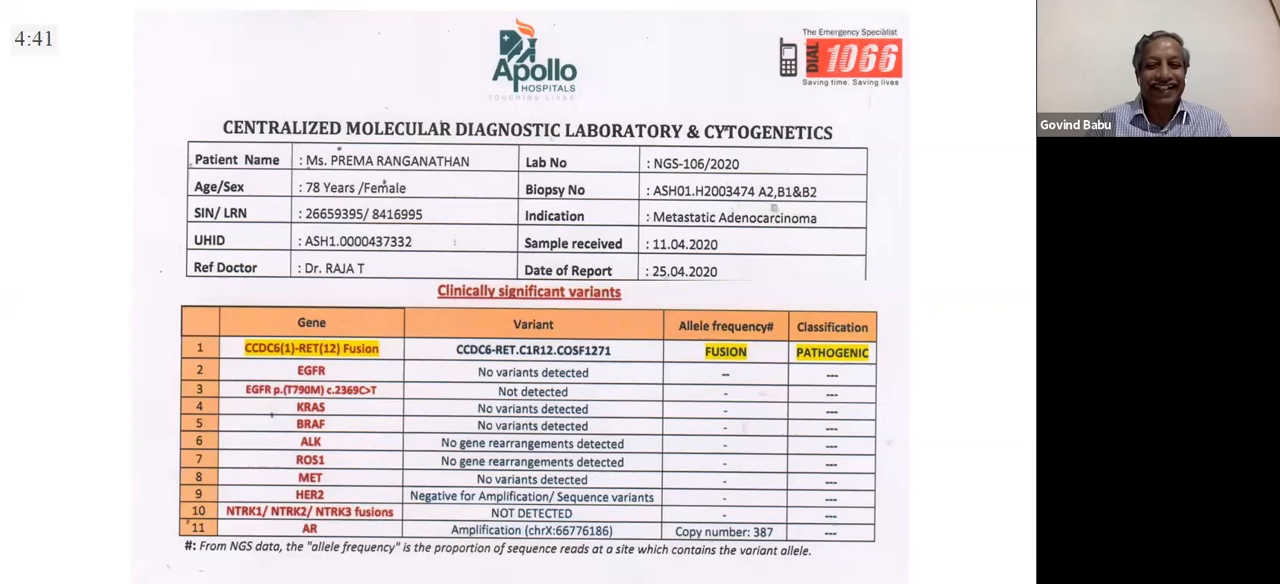 4:41
Apollo
HOSPITALS
TOUCHING LIVES
The Emergency Specialist
DIAL 1066
Saving time. Saving lives
Govind Babu
CENTRALIZED MOLECULAR DIAGNOSTIC LABORATORY & CYTOGENETICS
Patient Name : Ms. PREMA RANGANATHAN Lab No : NGS-106/2020
Age/Sex : 78 Years /Female Biopsy No : ASH01.H2003474 A2,B1&B2
SIN/ LRN : 26659395/ 8416995 Indication : Metastatic Adenocarcinoma
UHID : ASH1.0000437332 Sample received : 11.04.2020
Ref Doctor : Dr. RAJA T Date of Report : 25.04.2020
Clinically significant variants
Gene Variant Allele frequency# Classification
1 CCDC6(1)-RET(12) Fusion CCDC6-RET.C1R12.COSF1271 FUSION PATHOGENIC
2 EGFR No variants detected -- ---
3 EGFR p.(T790M) c.2369C>T Not detected - ---
4 KRAS No variants detected - ---
5 BRAF No variants detected - ---
6 ALK No gene rearrangements detected - ---
7 ROS1 No gene rearrangements detected - ---
8 MET No variants detected - ---
9 HER2 Negative for Amplification/ Sequence variants - ---
10 NTRK1/ NTRK2/ NTRK3 fusions NOT DETECTED - ---
11 AR Amplification (chrX:66776186) Copy number: 387 ---
#: From NGS data, the "allele frequency" is the proportion of sequence reads at a site which contains the variant allele.